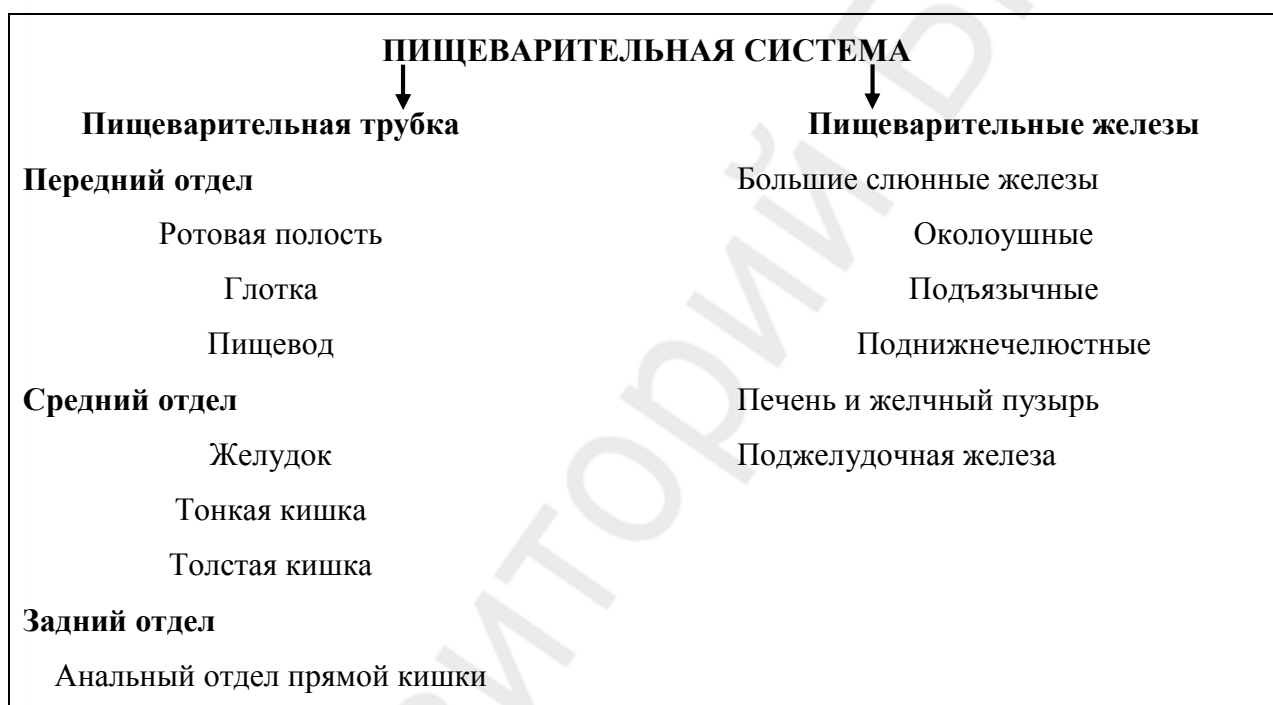 ПИЩЕВАРИТЕЛЬНАЯ СИСТЕМА
Пищеварительная трубка
Передний отдел
Ротовая полость
Глотка
Пищевод
Средний отдел
Желудок
Тонкая кишка
Толстая кишка
Задний отдел
Анальный отдел прямой кишки
Пищеварительные железы
Большие слюнные железы
Околоушные
Подъязычные
Поднижнечелюстные
Печень и желчный пузырь
Поджелудочная железа